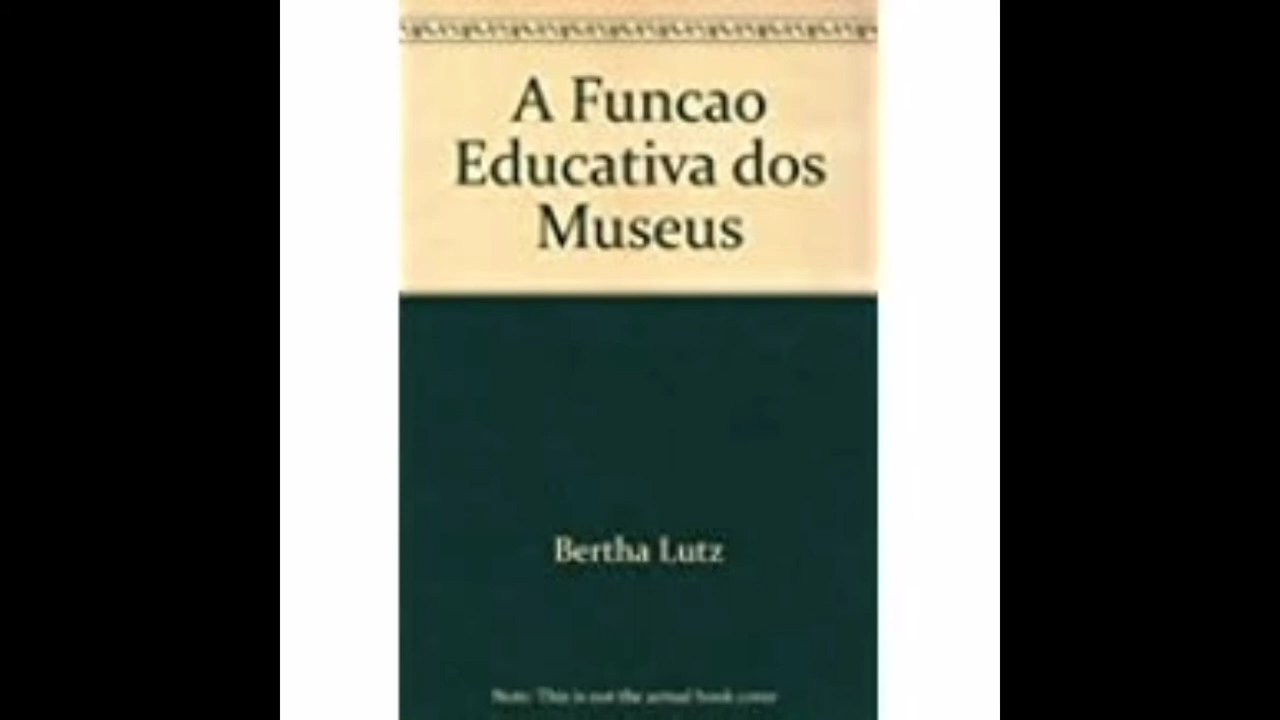 A Funcao
Educativa dos
Museus
Bertha Lutz
Note: This is not the actual book cover